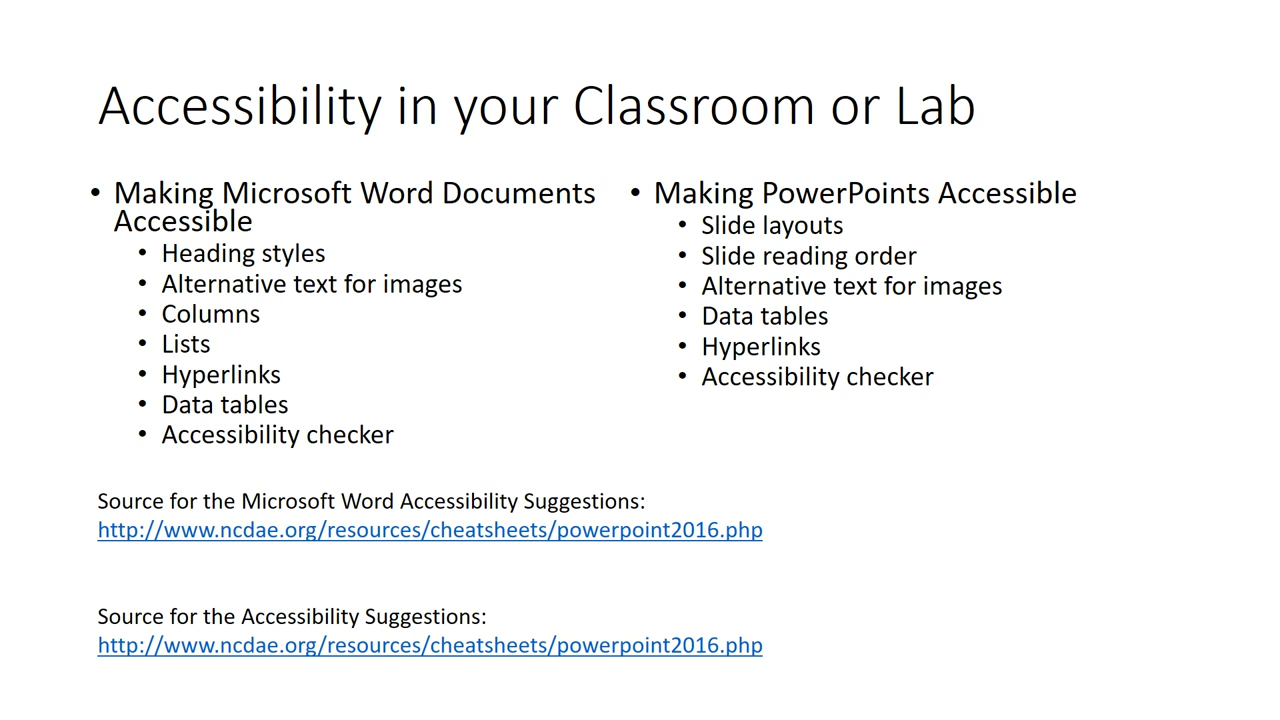 Accessibility in your Classroom or Lab
• Making Microsoft Word Documents
Accessible
• Heading styles
• Alternative text for images
• Columns
• Lists
• Hyperlinks
• Data tables
• Accessibility checker
• Making PowerPoints Accessible
• Slide layouts
• Slide reading order
• Alternative text for images
• Data tables
• Hyperlinks
• Accessibility checker
Source for the Microsoft Word Accessibility Suggestions:
http://www.ncdae.org/resources/cheatsheets/powerpoint2016.php
Source for the Accessibility Suggestions:
http://www.ncdae.org/resources/cheatsheets/powerpoint2016.php